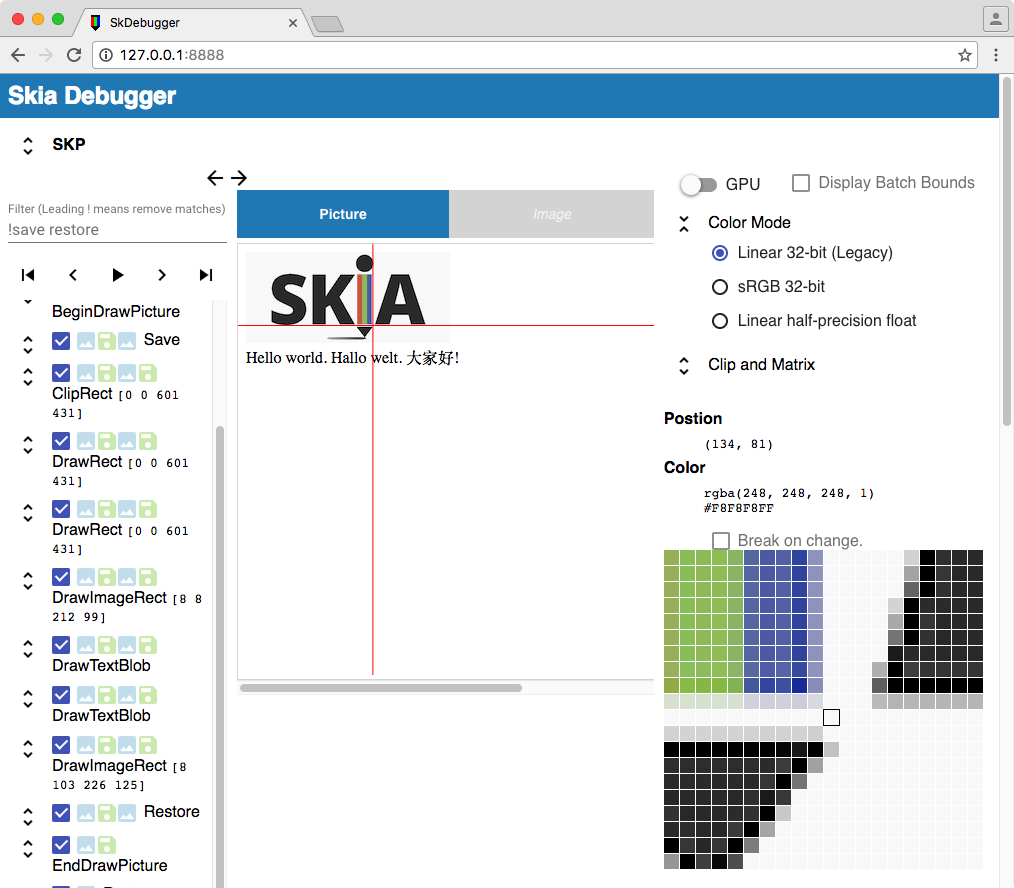 SkDebugger
127.0.0.1:8888
Skia Debugger
SKP
Filter (Leading ! means remove matches)
!save restore
BeginDrawPicture
Save
ClipRect [0 0 601
431]
DrawRect [0 0 601
431]
DrawRect [0 0 601
431]
DrawImageRect [8 8
212 99]
DrawTextBlob
DrawTextBlob
DrawImageRect [8
103 226 125]
Restore
EndDrawPicture
Picture
Image
SKIA
Hello world. Hallo welt. 大家好!
GPU
Display Batch Bounds
Color Mode
Linear 32-bit (Legacy)
sRGB 32-bit
Linear half-precision float
Clip and Matrix
Postion
(134, 81)
Color
rgba(248, 248, 248, 1)
#F8F8F8FF
Break on change.